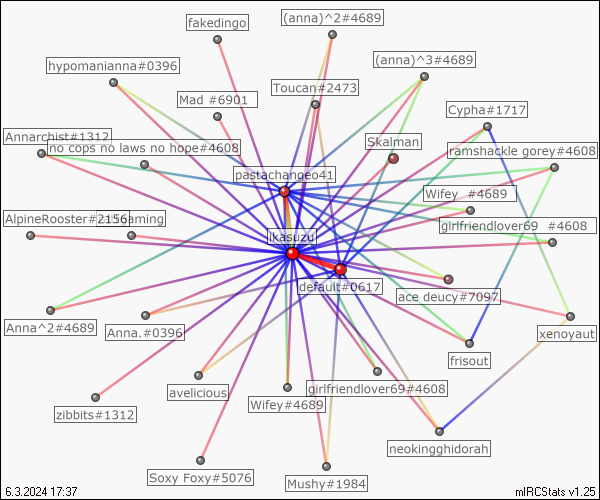 fakedingo
(anna)^2#4689
hypomanianna#0396
(anna)^3#4689
Toucan#2473
Mad #6901
Cypha#1717
Annarchist#1312
no cops no laws no hope#4608
Skalman
ramshackle gorey#4608
pastachangeo41
Wifey_#4689
AlpineRooster#2156
girlfriendlover69_#4608
ikasuzu
default#0617
ace deucy#7097
Anna^2#4689
Anna.#0396
xenoyaut
frisout
avelicious
girlfriendlover69#4608
zibbits#1312
Wifey#4689
neokingghidorah
Soxy Foxy#5076
Mushy#1984
6.3.2024 17:37
mIRCStats v1.25